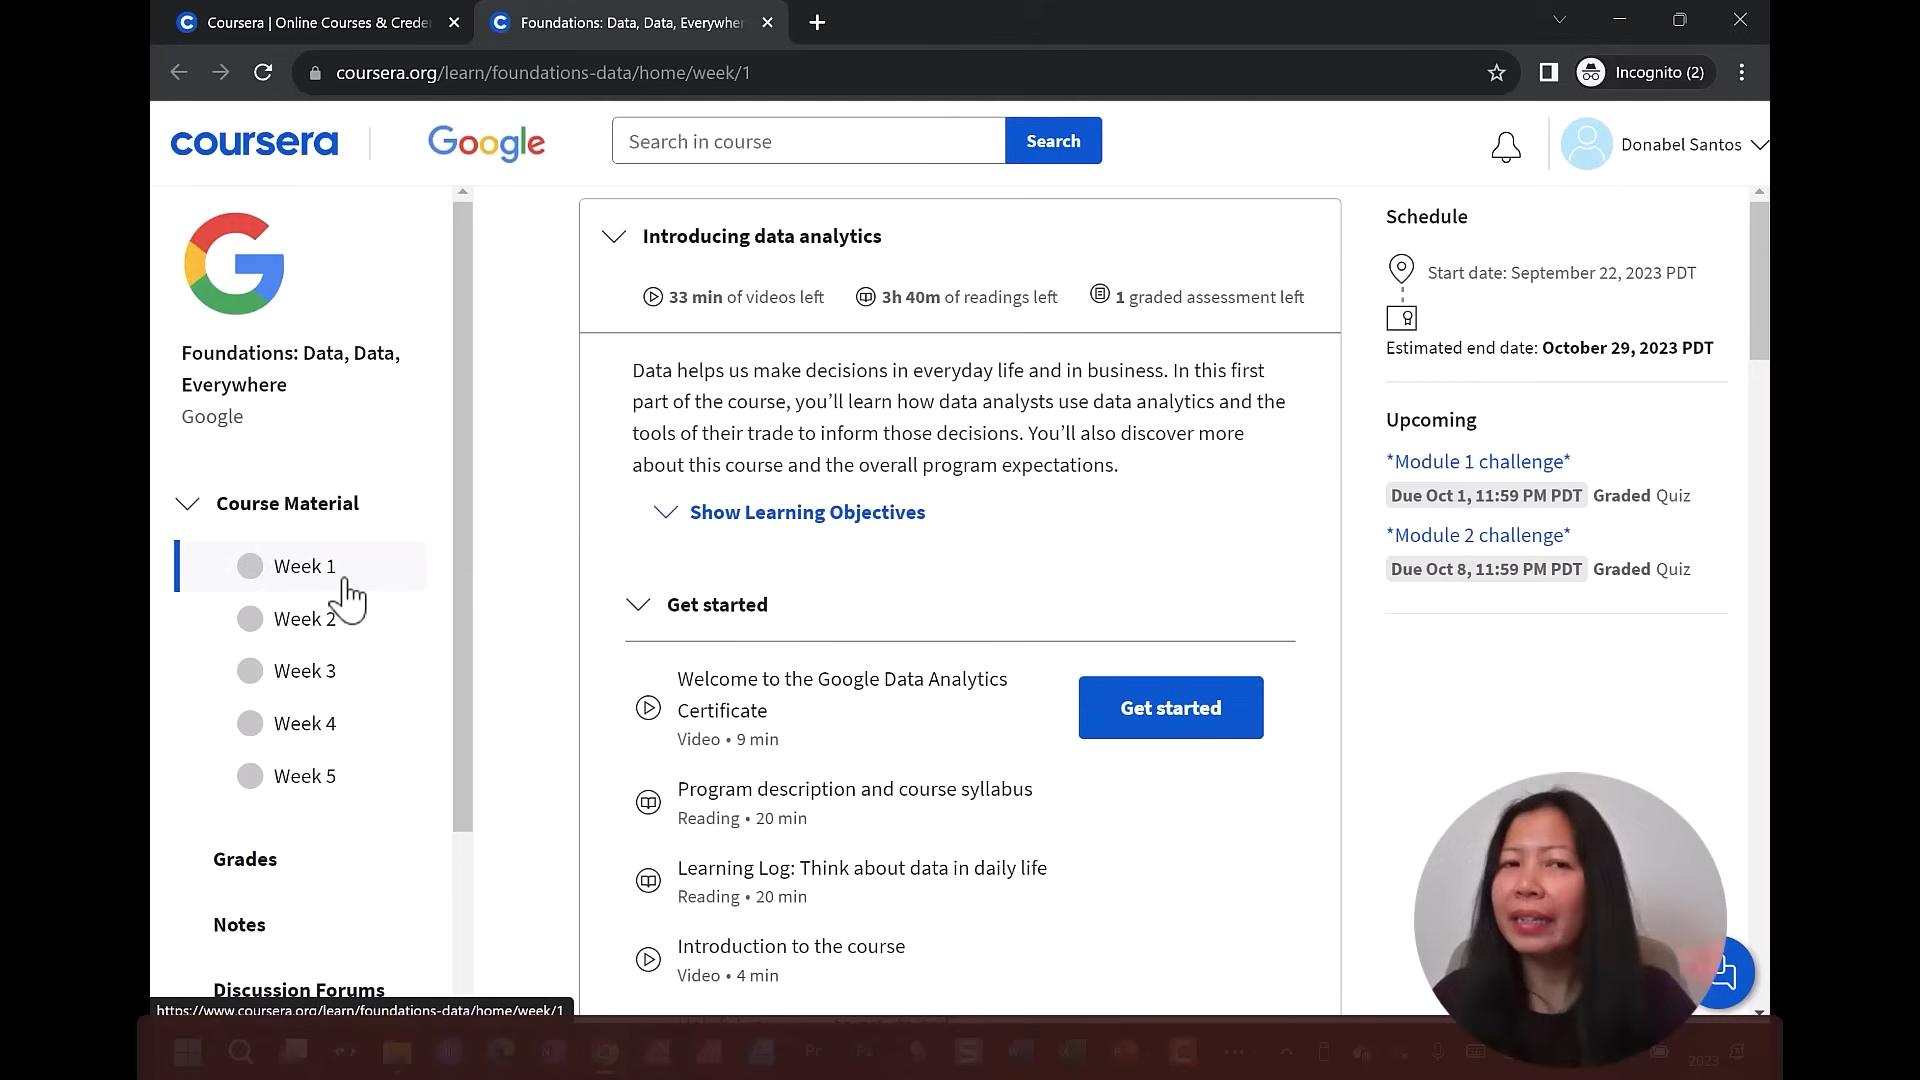 Coursera | Online Courses & Crede
Foundations: Data, Data, Everywher
coursera.org/learn/foundations-data/home/week/1
Incognito (2)
coursera
Google
Search in course
Search
Donabel Santos
Foundations: Data, Data,
Everywhere
Google
Course Material
Week 1
Week 2
Week 3
Week 4
Week 5
Grades
Notes
Discussion Forums
https://www.coursera.org/learn/foundations-data/home/week/1
Introducing data analytics
33 min of videos left
3h 40m of readings left
1 graded assessment left
Data helps us make decisions in everyday life and in business. In this first
part of the course, you’ll learn how data analysts use data analytics and the
tools of their trade to inform those decisions. You’ll also discover more
about this course and the overall program expectations.
Show Learning Objectives
Get started
Welcome to the Google Data Analytics
Certificate
Video • 9 min
Get started
Program description and course syllabus
Reading • 20 min
Learning Log: Think about data in daily life
Reading • 20 min
Introduction to the course
Video • 4 min
Schedule
Start date: September 22, 2023 PDT
Estimated end date: October 29, 2023 PDT
Upcoming
*Module 1 challenge*
Due Oct 1, 11:59 PM PDT Graded Quiz
*Module 2 challenge*
Due Oct 8, 11:59 PM PDT Graded Quiz
Pr
2023